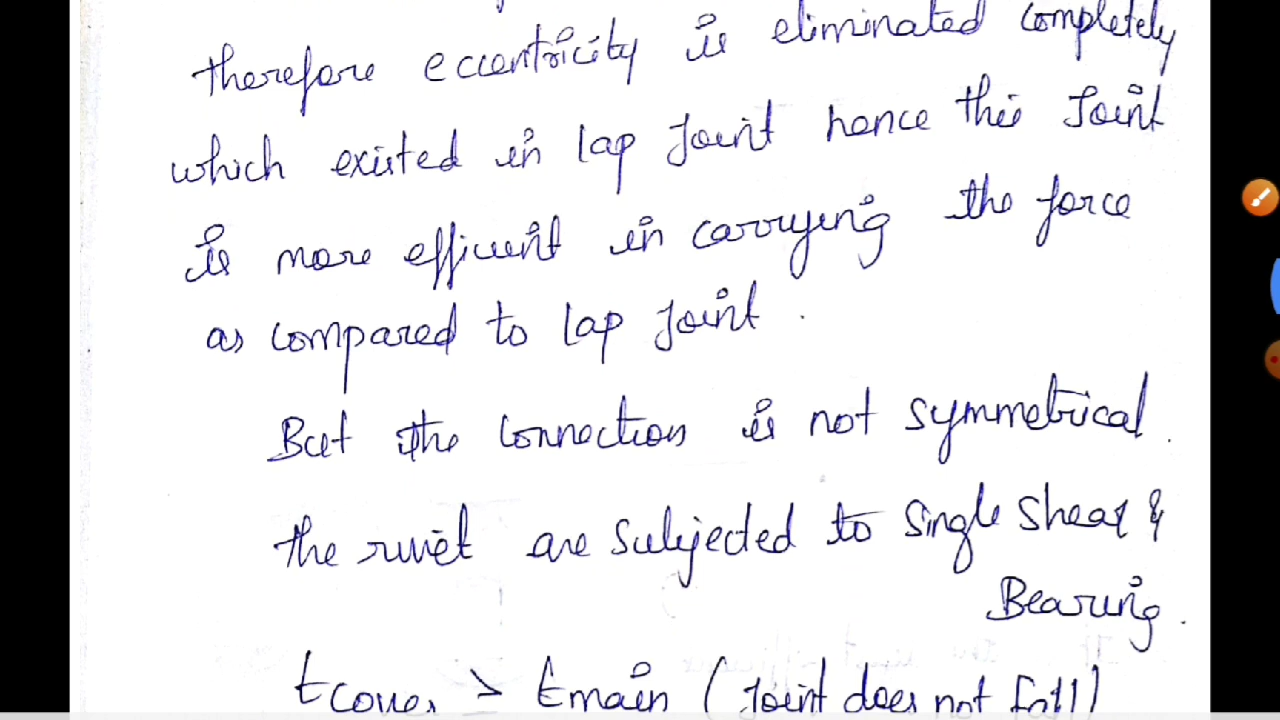 therefore eccentricity is eliminated completely
which existed in lap Joint hence this Joint
is more efficient in carrying the force
as compared to lap Joint.
But the connection is not symmetrical.
the rivet are subjected to Single Shear &
Bearing.
tcover > tmain (Joint does not fail)